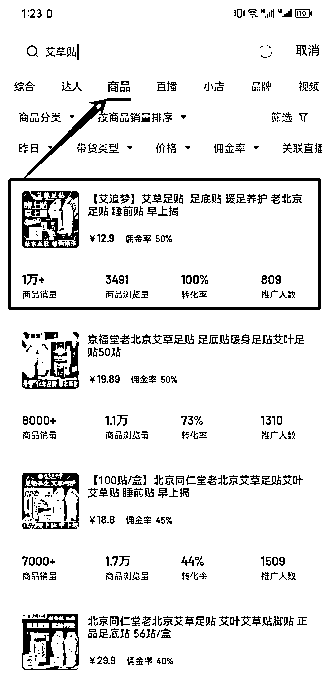 1:23
110
艾草贴
取消
综合 达人 商品 直播 小店 品牌 视频
商品分类 按商品销量排序 筛选
昨日 带货类型 价格 佣金率 关联直播
【艾追梦】艾草足贴 足底贴 暖足养护 老北京
足贴 睡前贴 早上揭
￥12.9 佣金率 50%
1万+ 3491 100% 809
商品销量 商品浏览量 转化率 推广人数
京福堂老北京艾草足贴 足底贴暖身足贴艾叶足
贴50贴
￥19.89 佣金率 50%
8000+ 1.1万 73% 1310
商品销量 商品浏览量 转化率 推广人数
【100贴/盒】北京同仁堂老北京艾草足贴艾叶
艾草贴 睡前贴 早上揭
￥18.8 佣金率 45%
7000+ 1.7万 44% 1509
商品销量 商品浏览量 转化率 推广人数
北京同仁堂老北京艾草足贴 艾叶艾草贴脚贴 正
品足底贴 56贴/盒
￥29.9 佣金率 40%